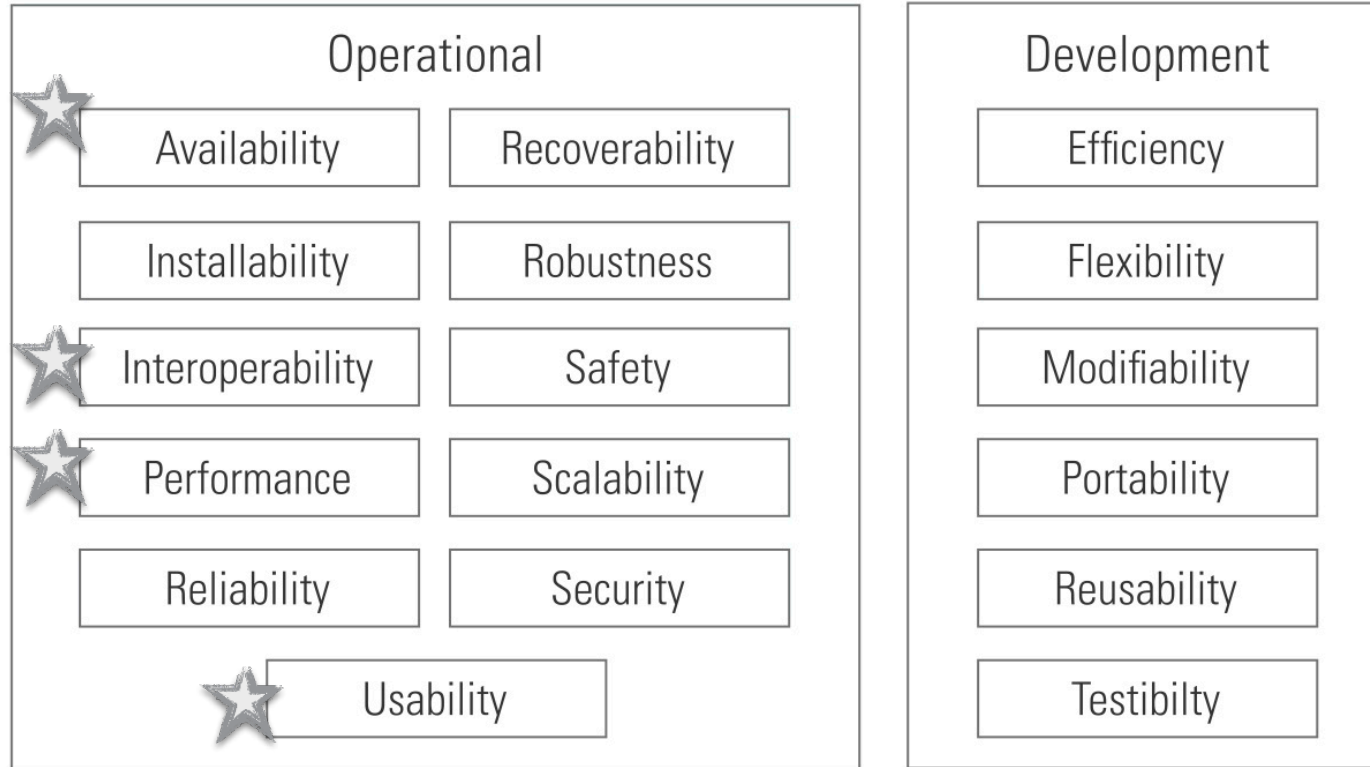 Operational
Availability
Recoverability
Installability
Robustness
Interoperability
Safety
Performance
Scalability
Reliability
Security
Usability
Development
Efficiency
Flexibility
Modifiability
Portability
Reusability
Testibilty